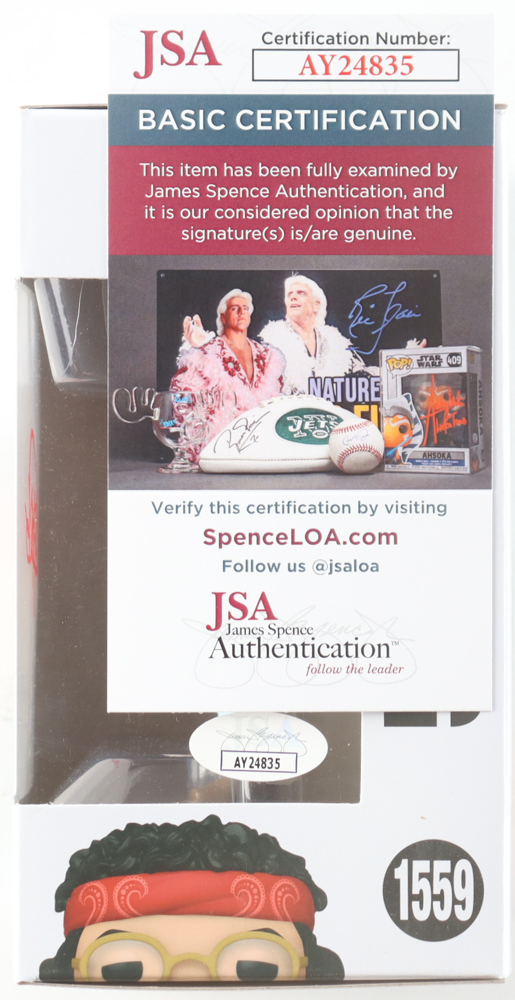 JSA
Certification Number:
AY24835
BASIC CERTIFICATION
This item has been fully examined by
James Spence Authentication, and
it is our considered opinion that the
signature(s) is/are genuine.
NATURE
JETS
POP!
STAR WARS
409
AHSOKA
Verify this certification by visiting
SpenceLOA.com
Follow us @jsaloa
JSA
James Spence
Authentication™
follow the leader
AY24835
1559